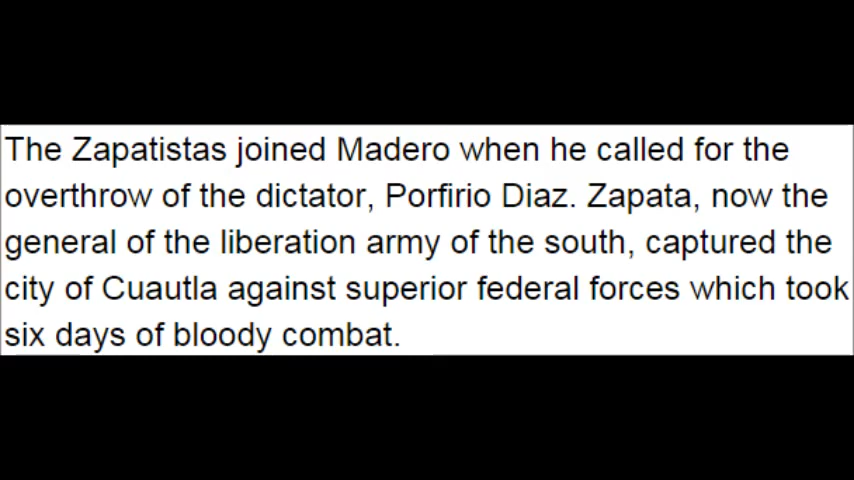 The Zapatistas joined Madero when he called for the
overthrow of the dictator, Porfirio Diaz. Zapata, now the
general of the liberation army of the south, captured the
city of Cuautla against superior federal forces which took
six days of bloody combat.